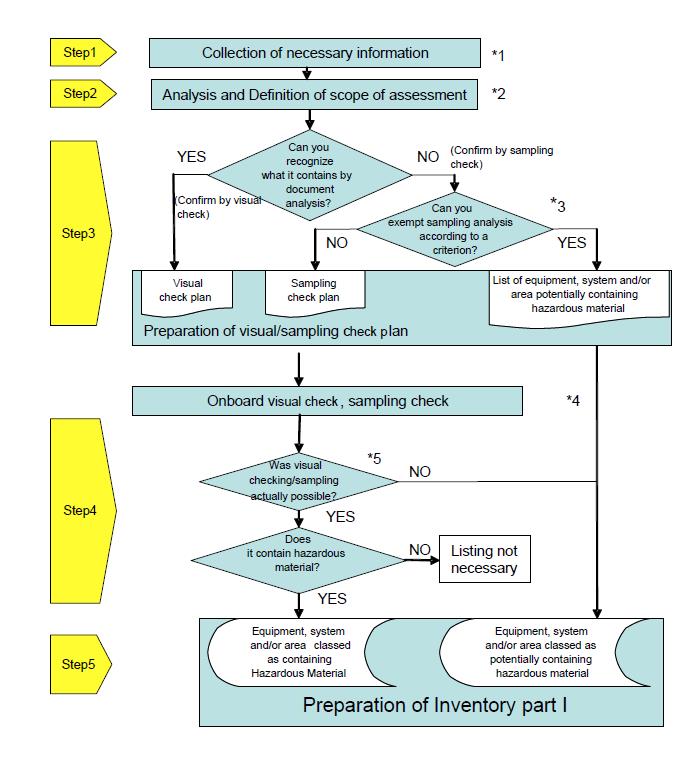 Step1
Collection of necessary information
*1
Step2
Analysis and Definition of scope of assessment
*2
Step3
Can you
recognize
what it contains by
document
analysis?
YES
(Confirm by visual
check)
NO
(Confirm by sampling
check)
Can you
exempt sampling analysis
according to a
criterion?
*3
NO
YES
Visual
check plan
Sampling
check plan
List of equipment, system and/or
area potentially containing
hazardous material
Preparation of visual/sampling check plan
Onboard visual check, sampling check
*4
Step4
Was visual
checking/sampling
actually possible?
*5
NO
YES
Does
it contain hazardous
material?
NO
Listing not
necessary
YES
Step5
Equipment, system
and/or area classed
as containing
Hazardous Material
Equipment, system
and/or area classed as
potentially containing
hazardous material
Preparation of Inventory part I